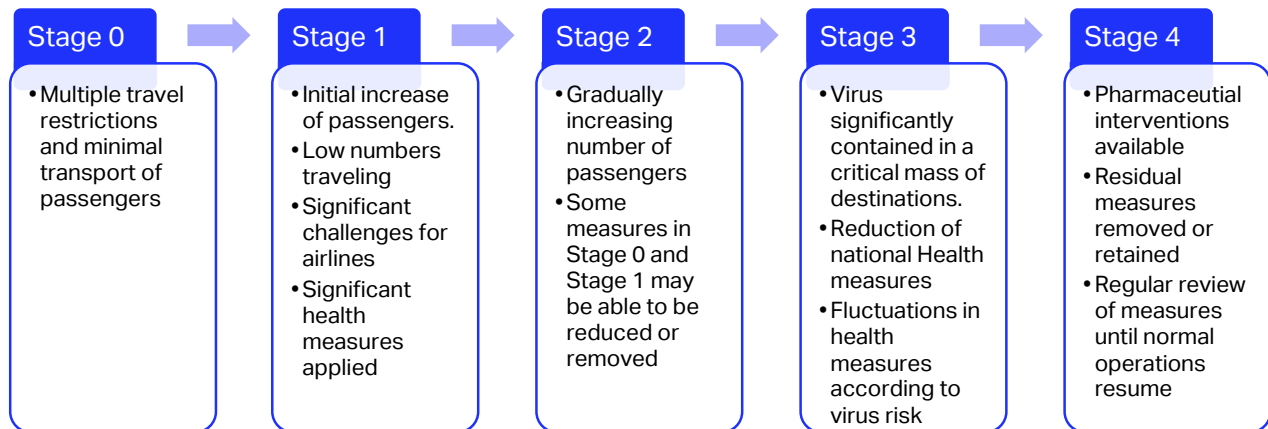 Stage 0
• Multiple travel
restrictions
and minimal
transport of
passengers
Stage 1
• Initial increase
of passengers.
• Low numbers
traveling
• Significant
challenges for
airlines
• Significant
health
measures
applied
Stage 2
• Gradually
increasing
number of
passengers
• Some
measures in
Stage 0 and
Stage 1 may
be able to be
reduced or
removed
Stage 3
• Virus
significantly
contained in a
critical mass of
destinations.
• Reduction of
national Health
measures
• Fluctuations in
health
measures
according to
virus risk
Stage 4
• Pharmaceutial
interventions
available
• Residual
measures
removed or
retained
• Regular review
of measures
until normal
operations
resume